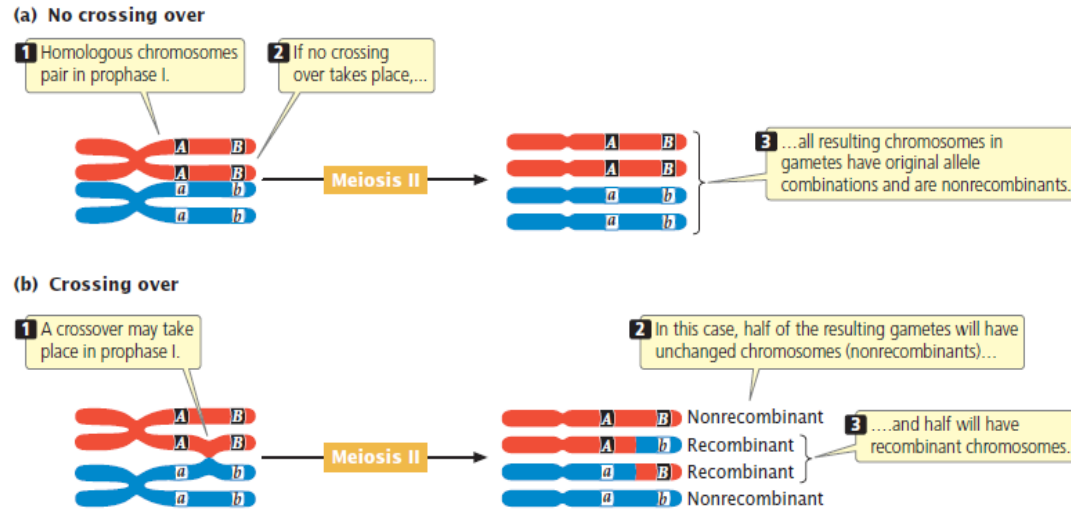 (a) No crossing over
1 Homologous chromosomes
pair in prophase I.
2 If no crossing
over takes place,...
A B
A B
a b
a b
Meiosis II
A B
A B
a b
a b
3 ...all resulting chromosomes in
gametes have original allele
combinations and are nonrecombinants.
(b) Crossing over
1 A crossover may take
place in prophase I.
2 In this case, half of the resulting gametes will have
unchanged chromosomes (nonrecombinants)...
A B
A B
a b
a b
Meiosis II
A B Nonrecombinant
A b Recombinant
a B Recombinant
a b Nonrecombinant
3 ....and half will have
recombinant chromosomes.